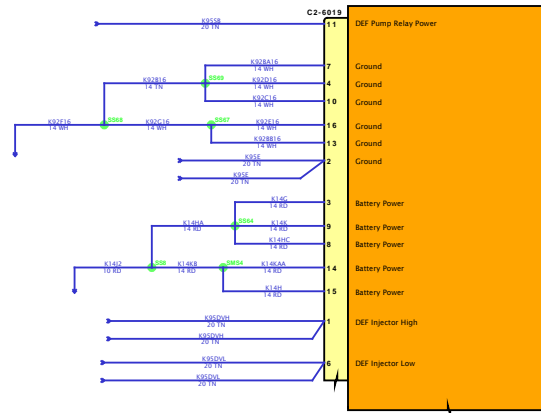 C2-6019
K95SB
20 TN
11 DEF Pump Relay Power
K92BA16
14 WH
7 Ground
SS69
K92B16
14 TN
K92D16
14 WH
4 Ground
K92C16
14 WH
10 Ground
SS68
SS67
K92F16
14 WH
K92G16
14 WH
K92E16
14 WH
16 Ground
K92BB16
14 WH
13 Ground
K95E
20 TN
2 Ground
K95E
20 TN
K14G
14 RD
3 Battery Power
SS64
K14HA
14 RD
K14K
14 RD
9 Battery Power
K14HC
14 RD
8 Battery Power
K14J2
10 RD
K14KB
14 RD
K14KAA
14 RD
14 Battery Power
K14H
14 RD
15 Battery Power
K95DVH
20 TN
1 DEF Injector High
K95DVH
20 TN
K95DVL
20 TN
6 DEF Injector Low
K95DVL
20 TN